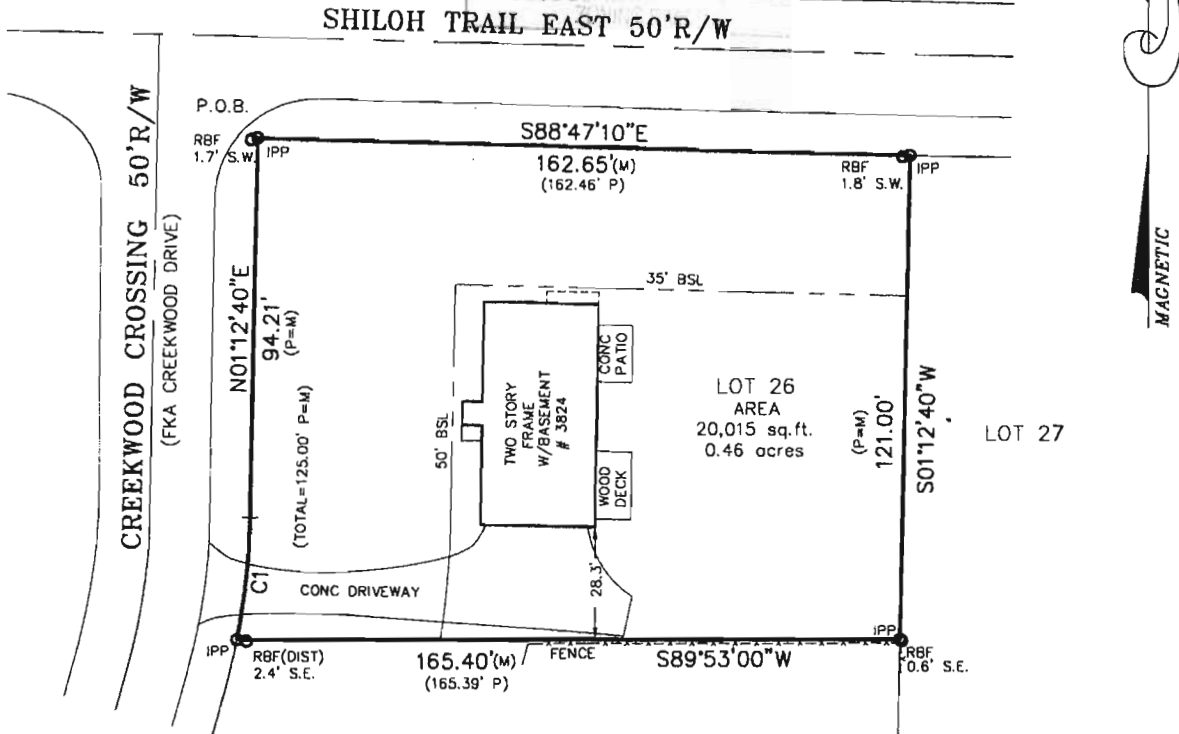 SHILOH TRAIL EAST 50'R/W
P.O.B.
RBF
1.7' S.W.
IPP
S88°47'10"E
162.65'(M)
(162.46' P)
RBF
1.8' S.W.
IPP
CREEKWOOD CROSSING 50'R/W
(FKA CREEKWOOD DRIVE)
N01°12'40"E
94.21'
(P=M)
(TOTAL=125.00' P=M)
35' BSL
50' BSL
TWO STORY
FRAME
W/BASEMENT
# 3824
CONC
PATIO
WOOD
DECK
LOT 26
AREA
20,015 sq.ft.
0.46 acres
(P=M)
121.00'
S01°12'40"W
LOT 27
MAGNETIC
C1
CONC DRIVEWAY
28.3'
IPP
RBF(DIST)
2.4' S.E.
165.40'(M)
(165.39' P)
FENCE
S89°53'00"W
IPP
RBF
0.6' S.E.